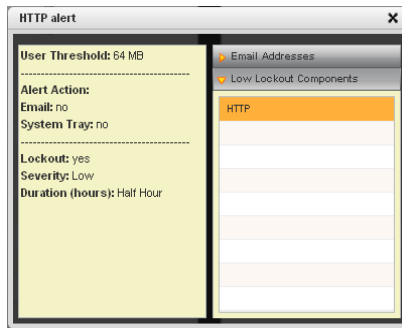 HTTP alert
User Threshold: 64 MB
----------------------------------------
Alert Action:
Email: no
System Tray: no
----------------------------------------
Lockout: yes
Severity: Low
Duration (hours): Half Hour
Email Addresses
Low Lockout Components
HTTP